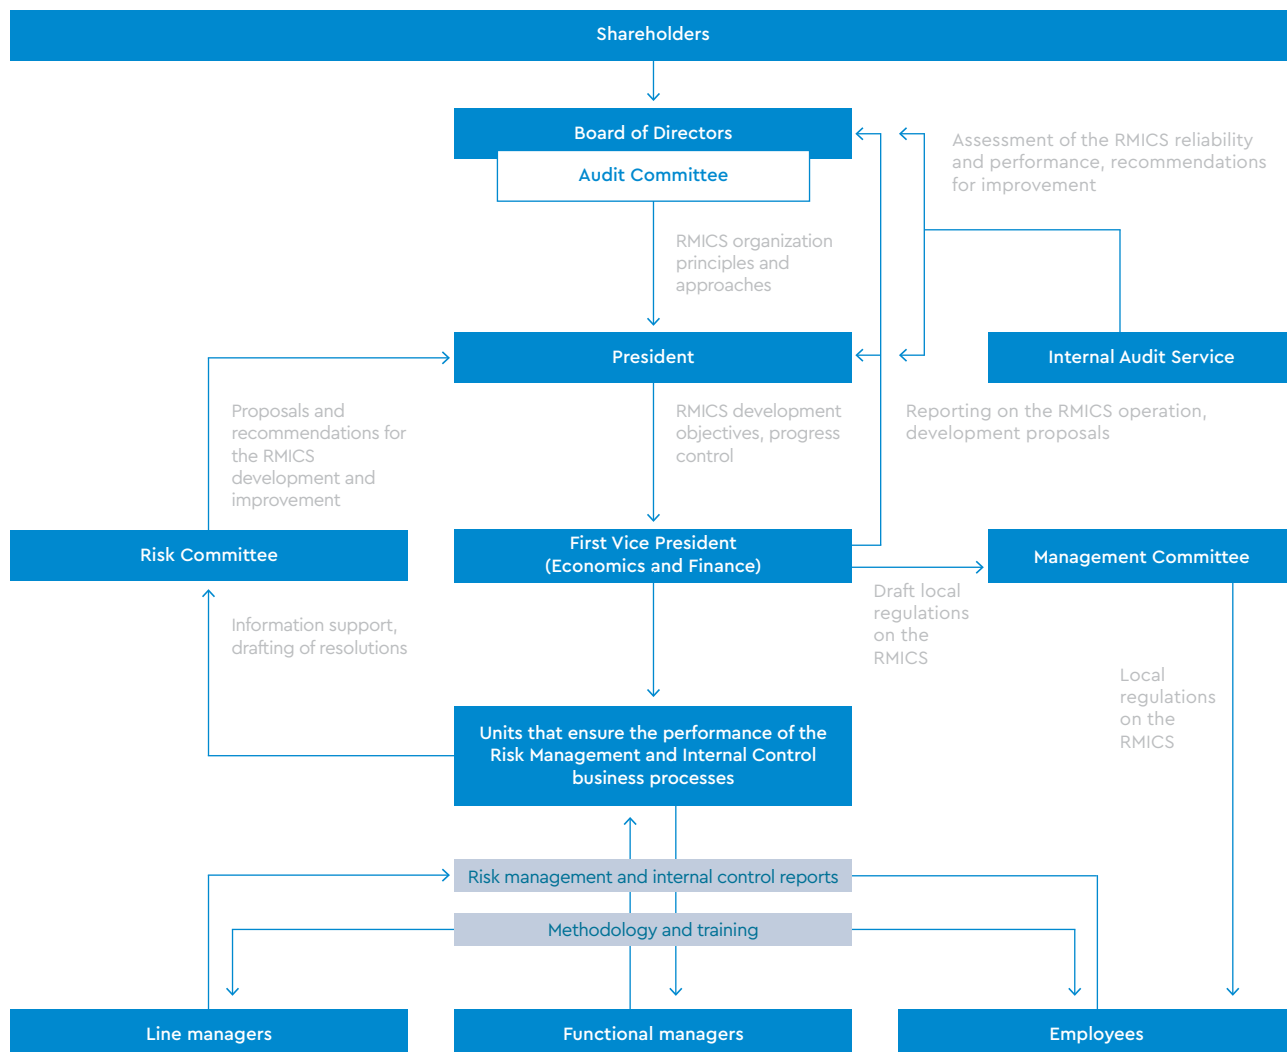 Shareholders
Board of Directors
Audit Committee
Assessment of the RMICS reliability
and performance, recommendations
for improvement
RMICS organization
principles and
approaches
President
Internal Audit Service
Proposals and
recommendations for
the RMICS
development and
improvement
RMICS development
objectives, progress
control
Reporting on the RMICS operation,
development proposals
Risk Committee
First Vice President
(Economics and Finance)
Management Committee
Information support,
drafting of resolutions
Draft local
regulations
on the
RMICS
Local
regulations
on the
RMICS
Units that ensure the performance of the
Risk Management and Internal Control
business processes
Risk management and internal control reports
Methodology and training
Line managers
Functional managers
Employees